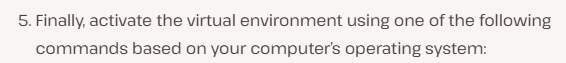 5. Finally, activate the virtual environment using one of the following
commands based on your computer's operating system: